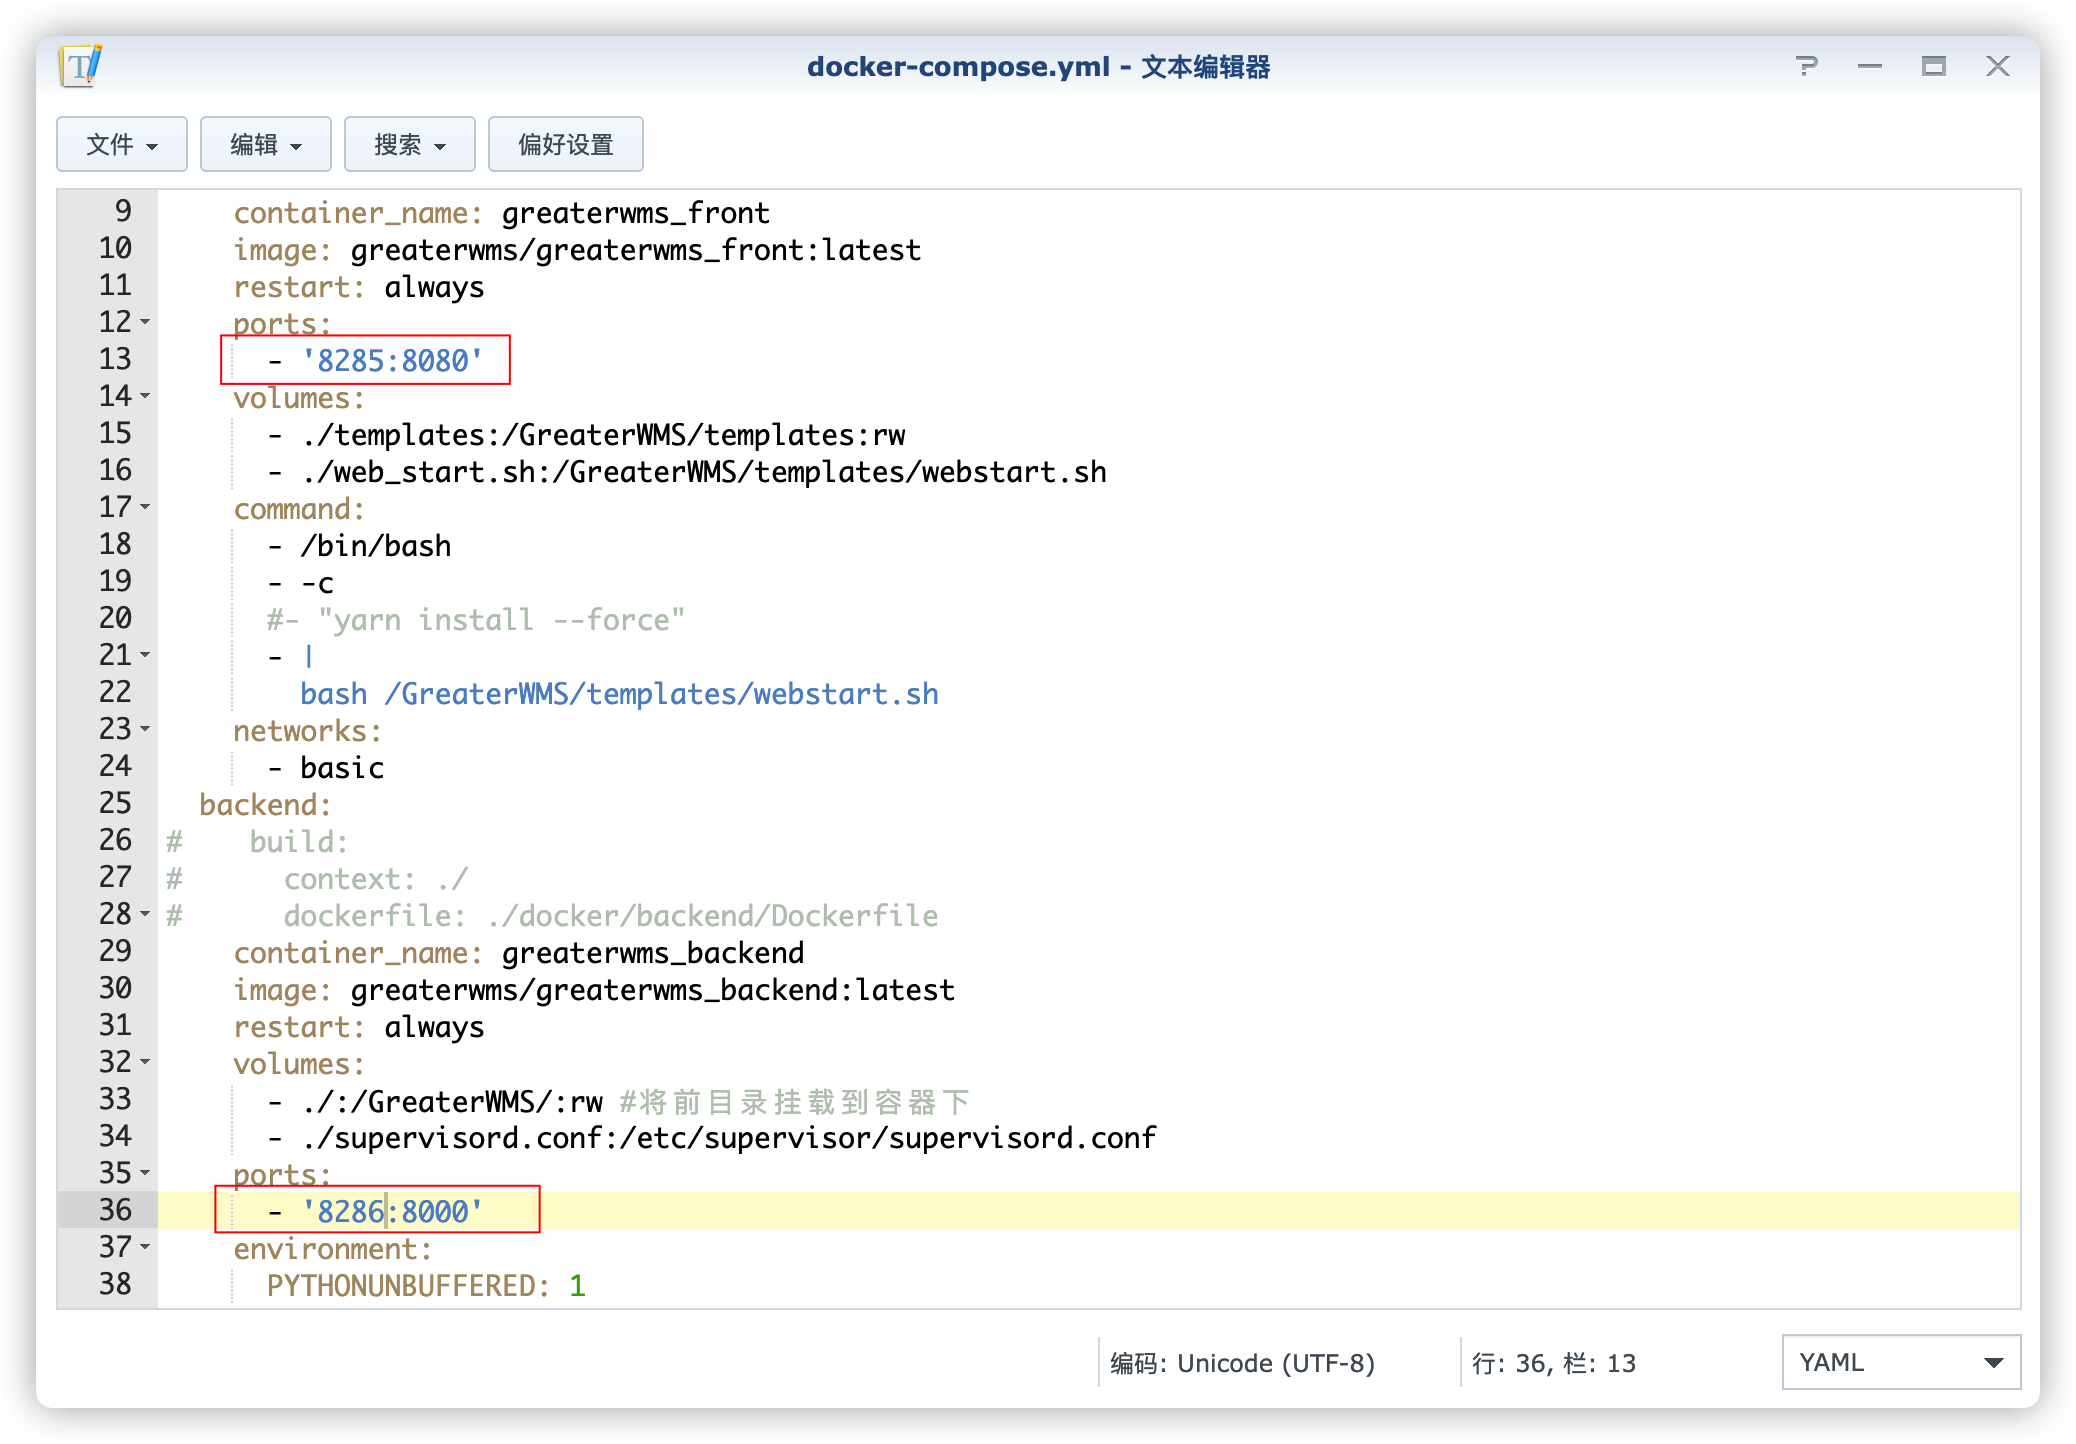 docker-compose.yml - 文本编辑器
文件 编辑 搜索 偏好设置
9 container_name: greaterwms_front
10 image: greaterwms/greaterwms_front:latest
11 restart: always
12 ports:
13 - '8285:8080'
14 volumes:
15 - ./templates:/GreaterWMS/templates:rw
16 - ./web_start.sh:/GreaterWMS/templates/webstart.sh
17 command:
18 - /bin/bash
19 - -c
20 #- "yarn install --force"
21 - |
22 bash /GreaterWMS/templates/webstart.sh
23 networks:
24 - basic
25 backend:
26 # build:
27 # context: ./
28 # dockerfile: ./docker/backend/Dockerfile
29 container_name: greaterwms_backend
30 image: greaterwms/greaterwms_backend:latest
31 restart: always
32 volumes:
33 - ./:/GreaterWMS/:rw #将前目录挂载到容器下
34 - ./supervisord.conf:/etc/supervisor/supervisord.conf
35 ports:
36 - '8286:8000'
37 environment:
38 PYTHONUNBUFFERED: 1
编码: Unicode (UTF-8) 行: 36, 栏: 13 YAML